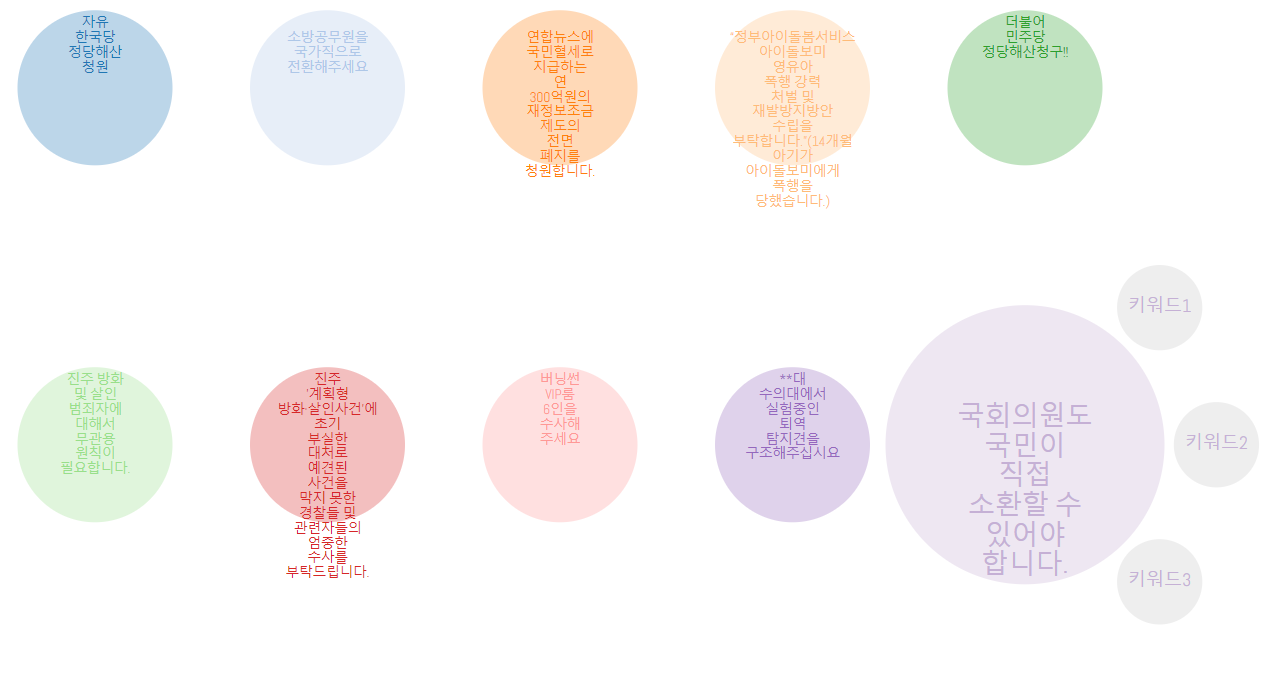 자유
한국당
정당해산
청원
소방공무원을
국가직으로
전환해주세요
연합뉴스에
국민혈세로
지급하는
연
300억원의
재정보조금
제도의
전면
폐지를
청원합니다.
"정부아이돌봄서비스
아이돌보미
영유아
폭행 강력
처벌 및
재발방지방안
수립을
부탁합니다."(14개월
아기가
아이돌보미에게
폭행을
당했습니다.)
더불어
민주당
정당해산청구!!
진주 방화
및 살인
범죄자에
대해서
무관용
원칙이
필요합니다.
진주
'계획형
방화·살인사건'에
초기
부실한
대처로
예견된
사건을
막지 못한
경찰들 및
관련자들의
엄중한
수사를
부탁드립니다.
버닝썬
VIP룸
6인을
수사해
주세요
**대
수의대에서
실험중인
퇴역
탐지견을
구조해주십시요
국회의원도
국민이
직접
소환할 수
있어야
합니다.
키워드1
키워드2
키워드3